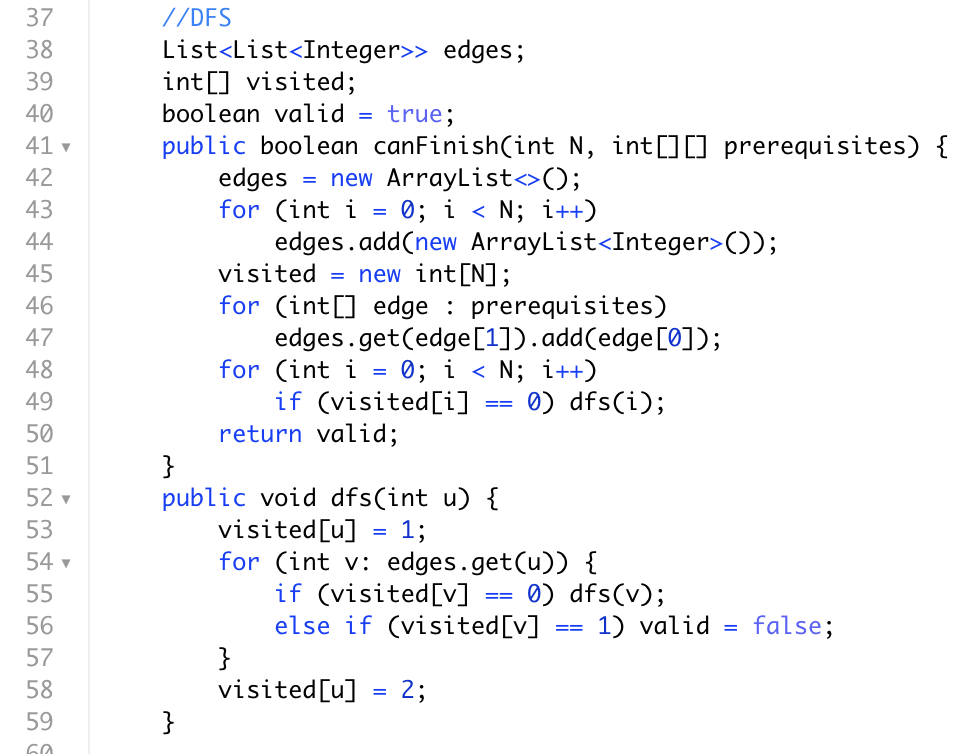 37 //DFS
38 List<List<Integer>> edges;
39 int[] visited;
40 boolean valid = true;
41 ▼ public boolean canFinish(int N, int[][] prerequisites) {
42 edges = new ArrayList<>();
43 for (int i = 0; i < N; i++)
44 edges.add(new ArrayList<Integer>());
45 visited = new int[N];
46 for (int[] edge : prerequisites)
47 edges.get(edge[1]).add(edge[0]);
48 for (int i = 0; i < N; i++)
49 if (visited[i] == 0) dfs(i);
50 return valid;
51 }
52 ▼ public void dfs(int u) {
53 visited[u] = 1;
54 ▼ for (int v: edges.get(u)) {
55 if (visited[v] == 0) dfs(v);
56 else if (visited[v] == 1) valid = false;
57 }
58 visited[u] = 2;
59 }
60